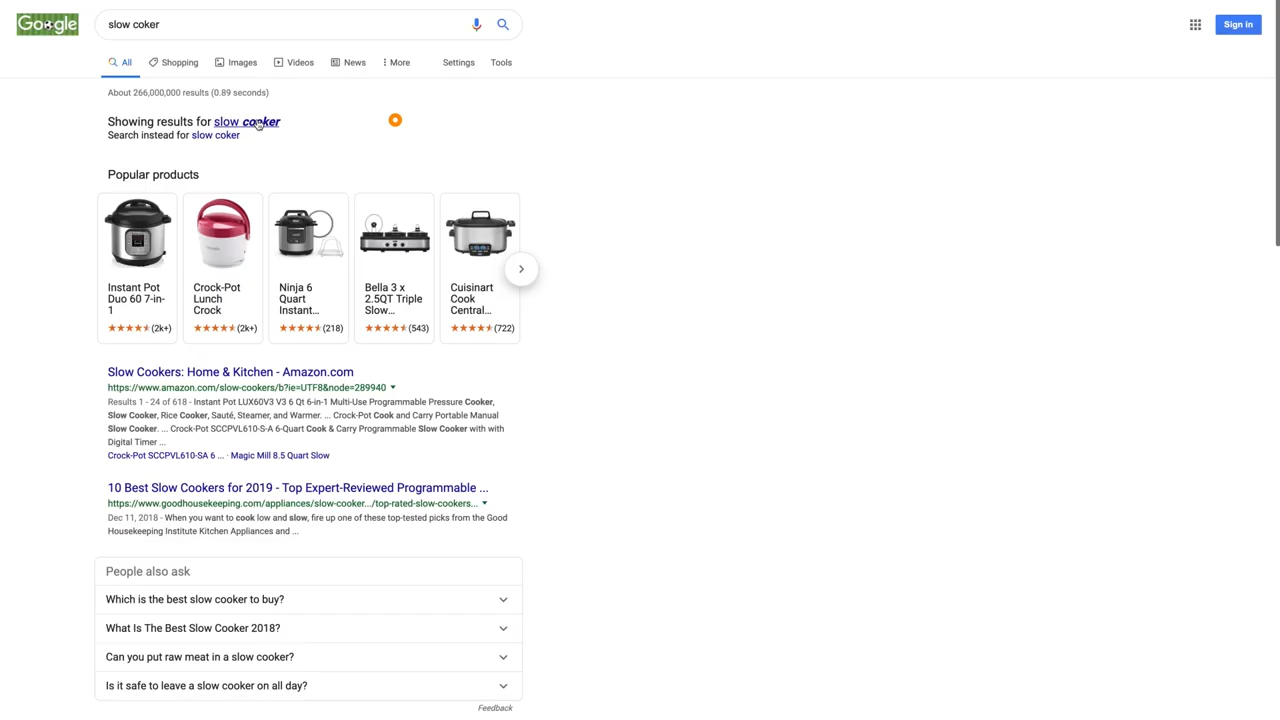 Google
slow coker
Sign in
All Shopping Images Videos News More Settings Tools
About 266,000,000 results (0.89 seconds)
Showing results for slow cooker
Search instead for slow coker
Popular products
Instant Pot
Duo 60 7-in-
1
(2k+)
Crock-Pot
Lunch
Crock
(2k+)
Ninja 6
Quart
Instant...
(218)
Bella 3 x
2.5QT Triple
Slow...
(543)
Cuisinart
Cook
Central...
(722)
Slow Cookers: Home & Kitchen - Amazon.com
https://www.amazon.com/slow-cookers/b?ie=UTF8&node=289940
Results 1 - 24 of 618 - Instant Pot LUX60V3 V3 6 Qt 6-in-1 Multi-Use Programmable Pressure Cooker,
Slow Cooker, Rice Cooker, Sauté, Steamer, and Warmer. ... Crock-Pot Cook and Carry Portable Manual
Slow Cooker. ... Crock-Pot SCCPVL610-S-A 6-Quart Cook & Carry Programmable Slow Cooker with with
Digital Timer ...
Crock-Pot SCCPVL610-SA 6 ... · Magic Mill 8.5 Quart Slow
10 Best Slow Cookers for 2019 - Top Expert-Reviewed Programmable ...
https://www.goodhousekeeping.com/appliances/slow-cooker.../top-rated-slow-cookers...
Dec 11, 2018 - When you want to cook low and slow, fire up one of these top-tested picks from the Good
Housekeeping Institute Kitchen Appliances and ...
People also ask
Which is the best slow cooker to buy?
What Is The Best Slow Cooker 2018?
Can you put raw meat in a slow cooker?
Is it safe to leave a slow cooker on all day?
Feedback